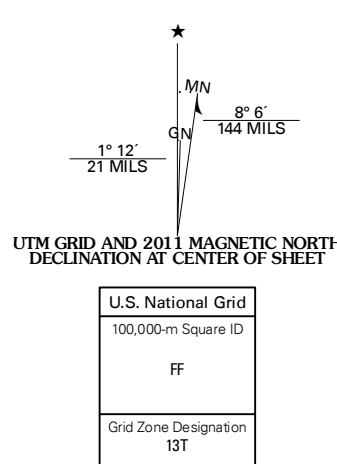 ★
MN
8° 6´
144 MILS
GN
1° 12´
21 MILS
UTM GRID AND 2011 MAGNETIC NORTH
DECLINATION AT CENTER OF SHEET
U.S. National Grid
100,000-m Square ID
FF
Grid Zone Designation
13T